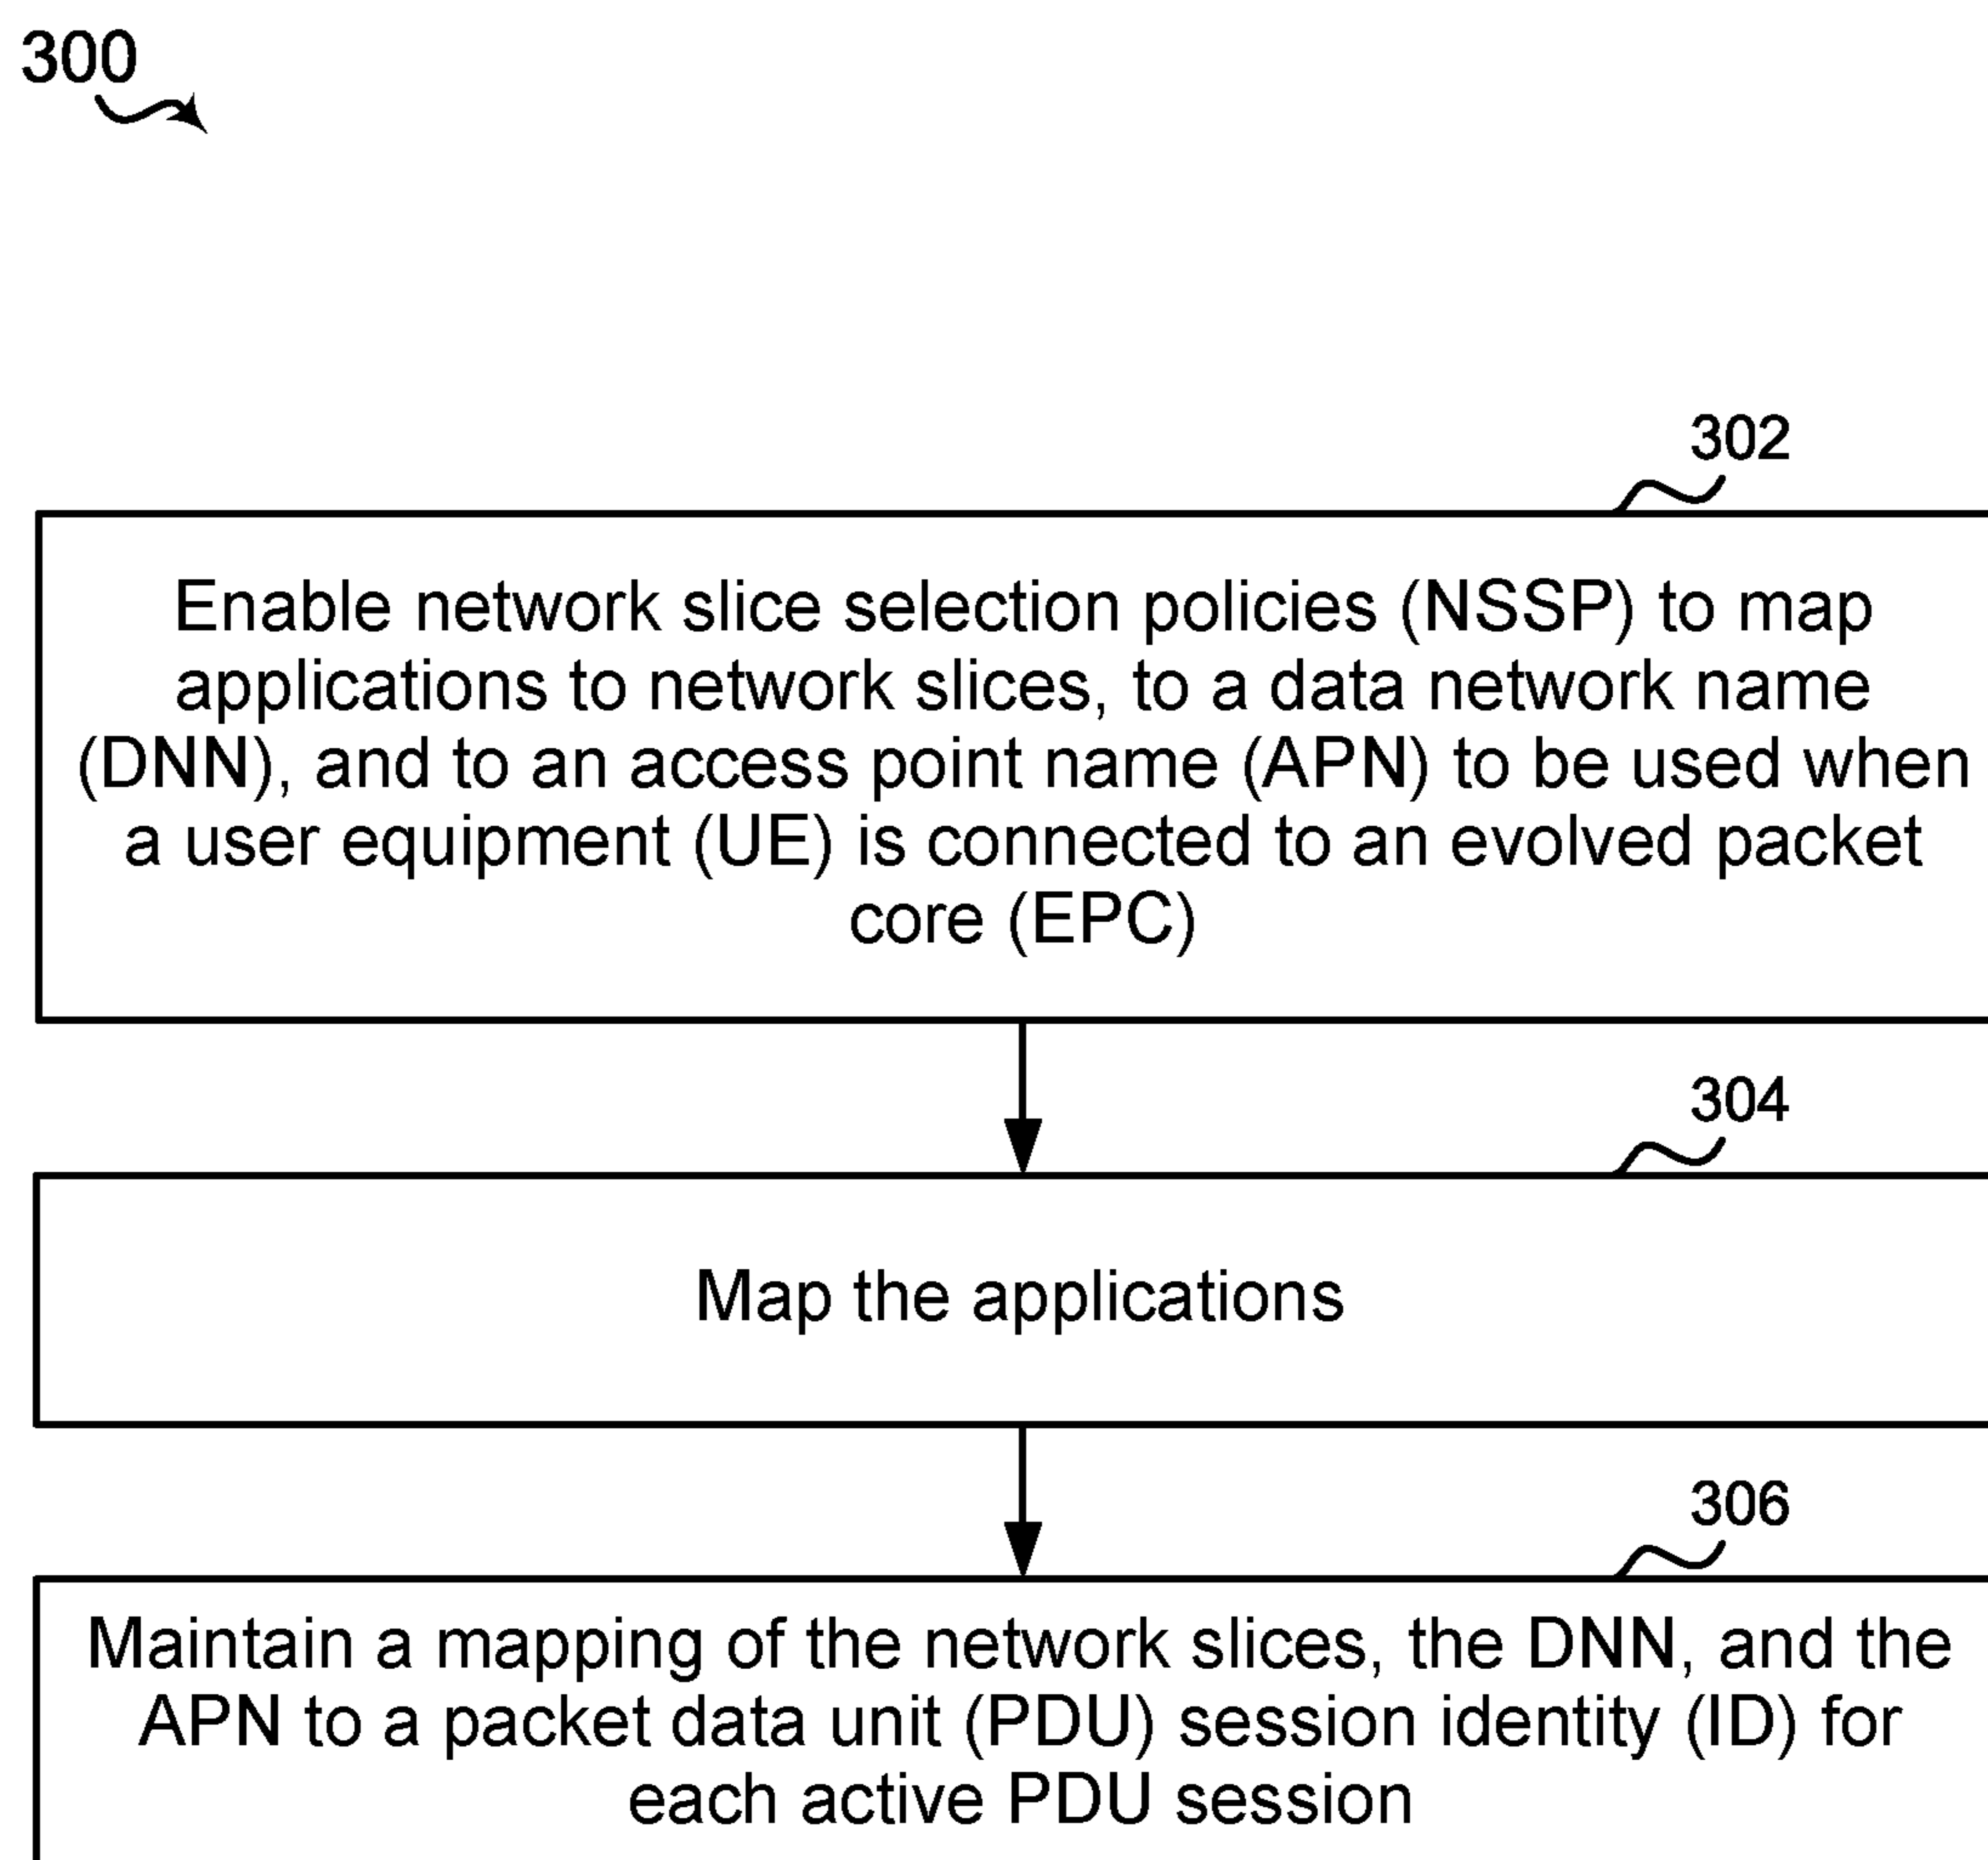 300
302
Enable network slice selection policies (NSSP) to map
applications to network slices, to a data network name
(DNN), and to an access point name (APN) to be used when
a user equipment (UE) is connected to an evolved packet
core (EPC)
304
Map the applications
306
Maintain a mapping of the network slices, the DNN, and the
APN to a packet data unit (PDU) session identity (ID) for
each active PDU session